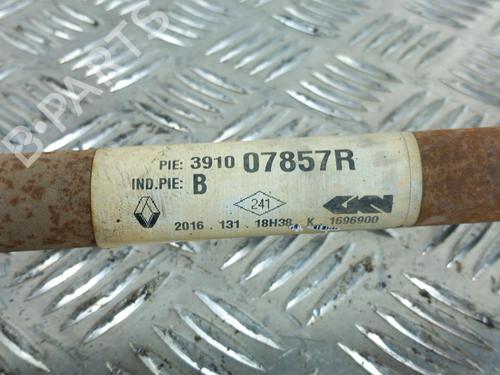 B-PARTS
PIE: 3910 07857R
IND.PIE: B
241
GKN
2016 . 131 . 18H38 K 1696900